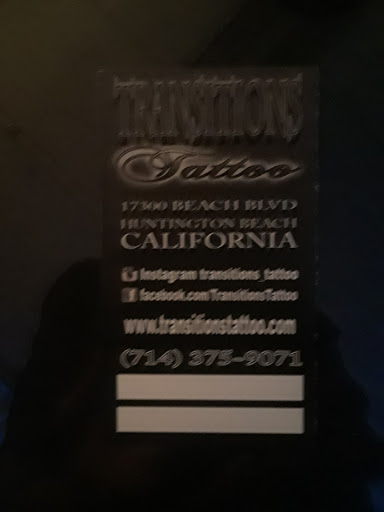 TRANSITIONS
Tattoo
17300 BEACH BLVD
HUNTINGTON BEACH
CALIFORNIA
Instagram transitions_tattoo
facebook.com/TransitionsTattoo
www.transitionstattoo.com
(714) 375-9071